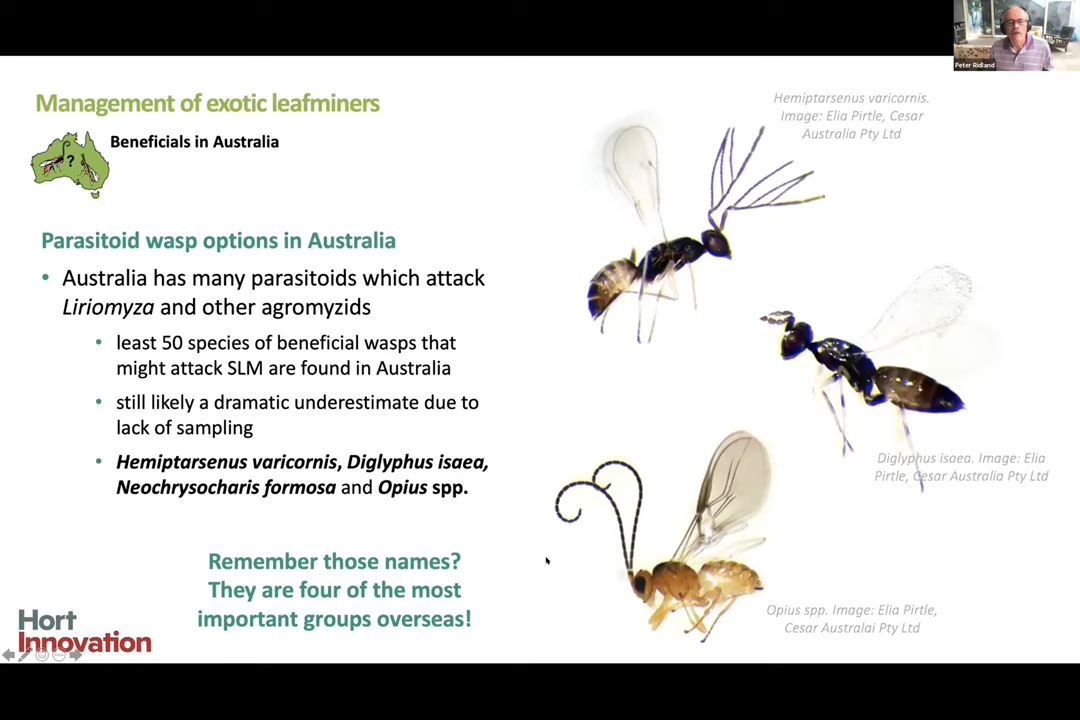 Peter Ridland
Management of exotic leafminers
?
Beneficials in Australia
Hemiptarsenus varicornis.
Image: Elia Pirtle, Cesar
Australia Pty Ltd
Parasitoid wasp options in Australia
• Australia has many parasitoids which attack
Liriomyza and other agromyzids
• least 50 species of beneficial wasps that
might attack SLM are found in Australia
• still likely a dramatic underestimate due to
lack of sampling
• Hemiptarsenus varicornis, Diglyphus isaea,
Neochrysocharis formosa and Opius spp.
Diglyphus isaea. Image: Elia
Pirtle, Cesar Australia Pty Ltd
Remember those names?
They are four of the most
important groups overseas!
Opius spp. Image: Elia Pirtle,
Cesar Australai Pty Ltd
Hort
Innovation